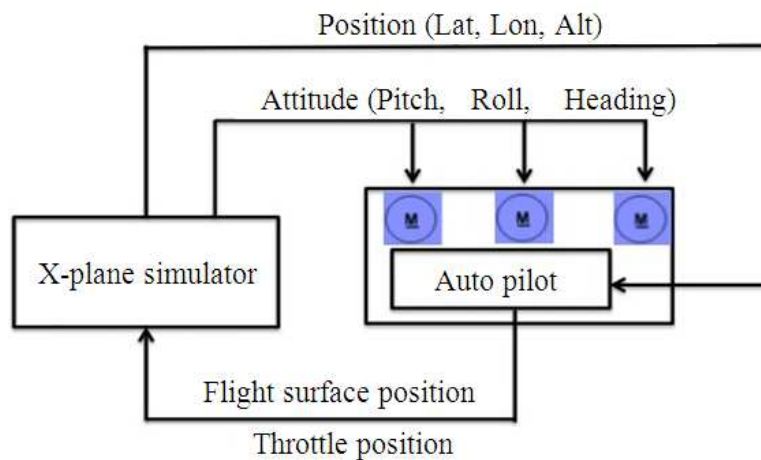 Position (Lat, Lon, Alt)
Attitude (Pitch, Roll, Heading)
M M M
X-plane simulator
Auto pilot
Flight surface position
Throttle position